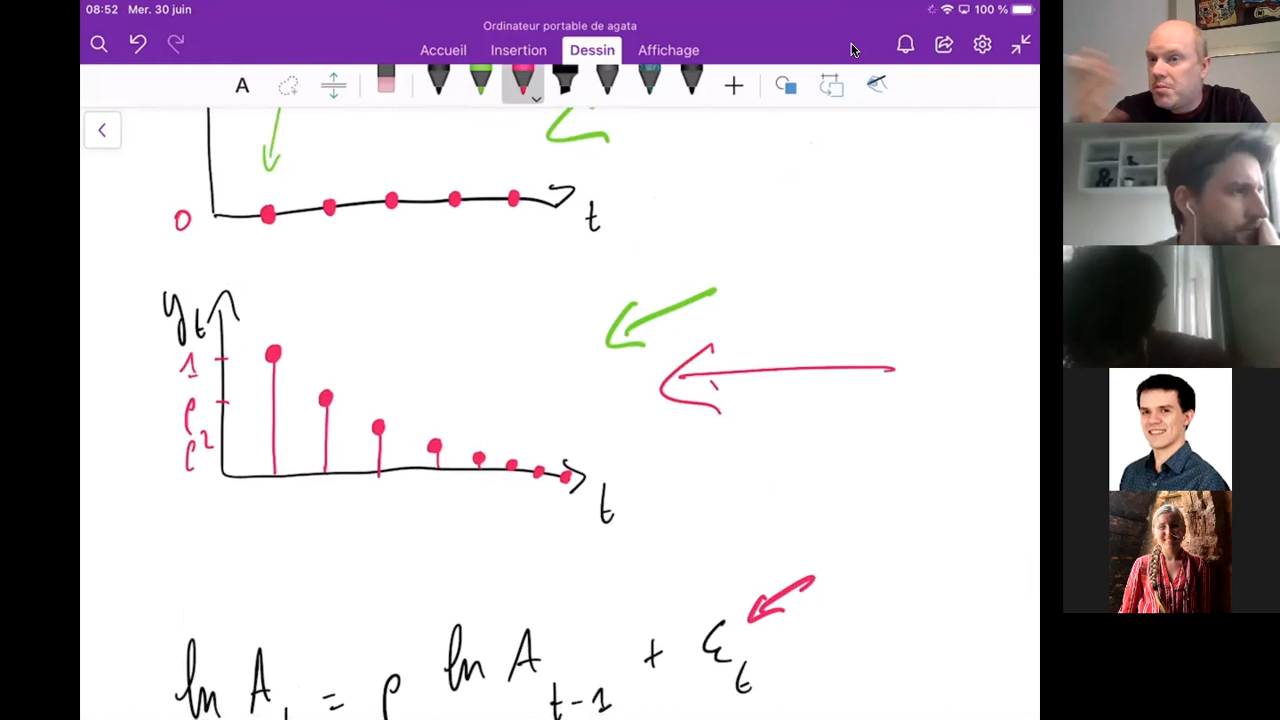 08:52 Mer. 30 juin 100 %
Ordinateur portable de agata
Accueil Insertion Dessin Affichage
A
0
t
y_t
1
ρ
ρ²
t
ln A_t = ρ ln A_{t-1} + ε_t